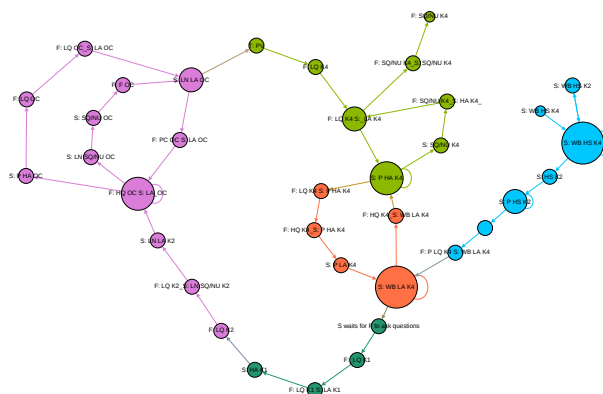 F: SQ/NU K4
F: LQ OC_S: LA OC
F: LQ K4
F: SQ/NU K4_S: SQ/NU K4
S: LN LA OC
F: F OC
S: WB HS K2
F: LQ OC
F: SQ/NU K4_S: HA K4_
S: WB HS K4
S: SQ/NU OC
F: LQ K4 S: LA K4
F: PC OC S: LA OC
S: SQ/NU K4
S: WB HS K4
S: LN SQ/NU OC
S: P HA OC
S: P HA K4
S: HS K2
F: HQ OC S: LA_OC
F: LQ K4 S: P HA K4
S: P HS K2
F: HQ K4 S: WB LA K4
F: HQ K4_S: P HA K4
S: LN LA K2
F: P LQ K4 S: WB LA K4
S: P LA K4
F: LQ K2_S: LN SQ/NU K2
S: WB LA K4
F: LQ K2
S waits for F to ask questions
F: LQ K1
S: HA K1
F: LQ K1 S: LA K1